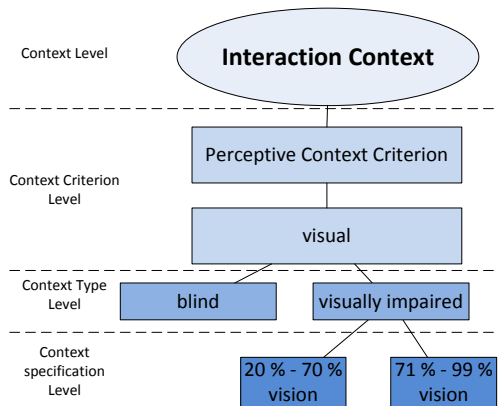 Context Level
Interaction Context
Context Criterion
Level
Perceptive Context Criterion
visual
Context Type
Level
blind
visually impaired
Context
specification
Level
20 % - 70 %
vision
71 % - 99 %
vision